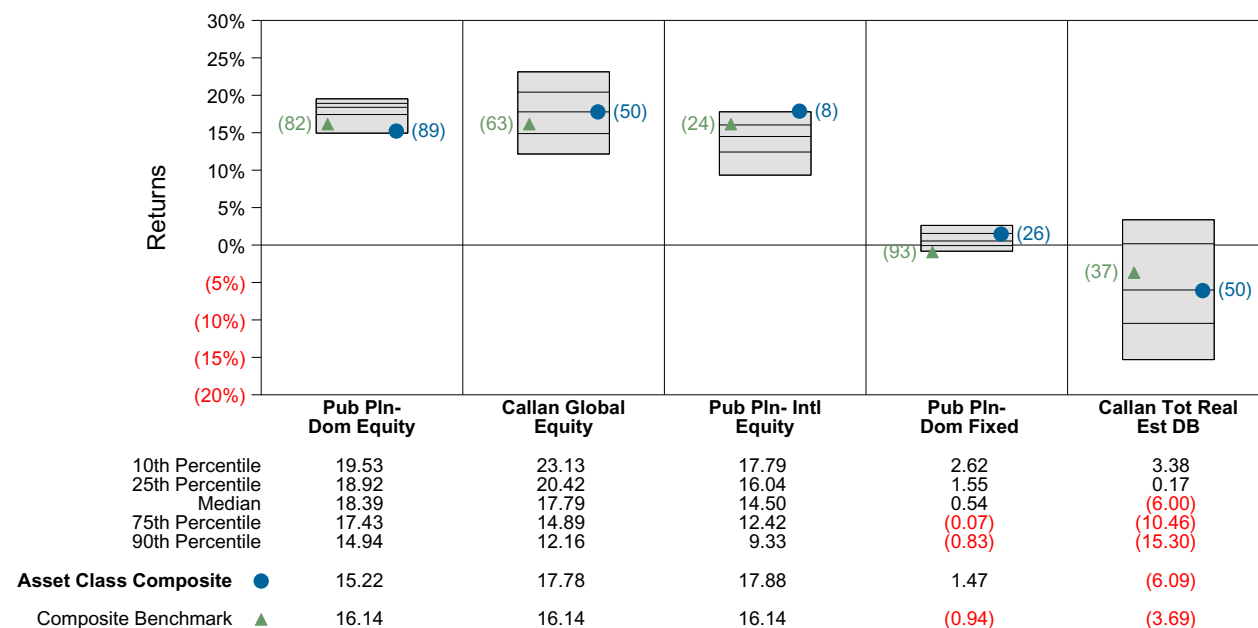 30%
25%
20%
15%
10%
5%
0%
(5%)
(10%)
(15%)
(20%)
Returns
(82) (89)
(63) (50)
(24) (8)
(93) (26)
(37) (50)
Pub Pln- Callan Global Pub Pln- Intl Pub Pln- Callan Tot Real
Dom Equity Equity Equity Dom Fixed Est DB
10th Percentile 19.53 23.13 17.79 2.62 3.38
25th Percentile 18.92 20.42 16.04 1.55 0.17
Median 18.39 17.79 14.50 0.54 (6.00)
75th Percentile 17.43 14.89 12.42 (0.07) (10.46)
90th Percentile 14.94 12.16 9.33 (0.83) (15.30)
Asset Class Composite 15.22 17.78 17.88 1.47 (6.09)
Composite Benchmark 16.14 16.14 16.14 (0.94) (3.69)